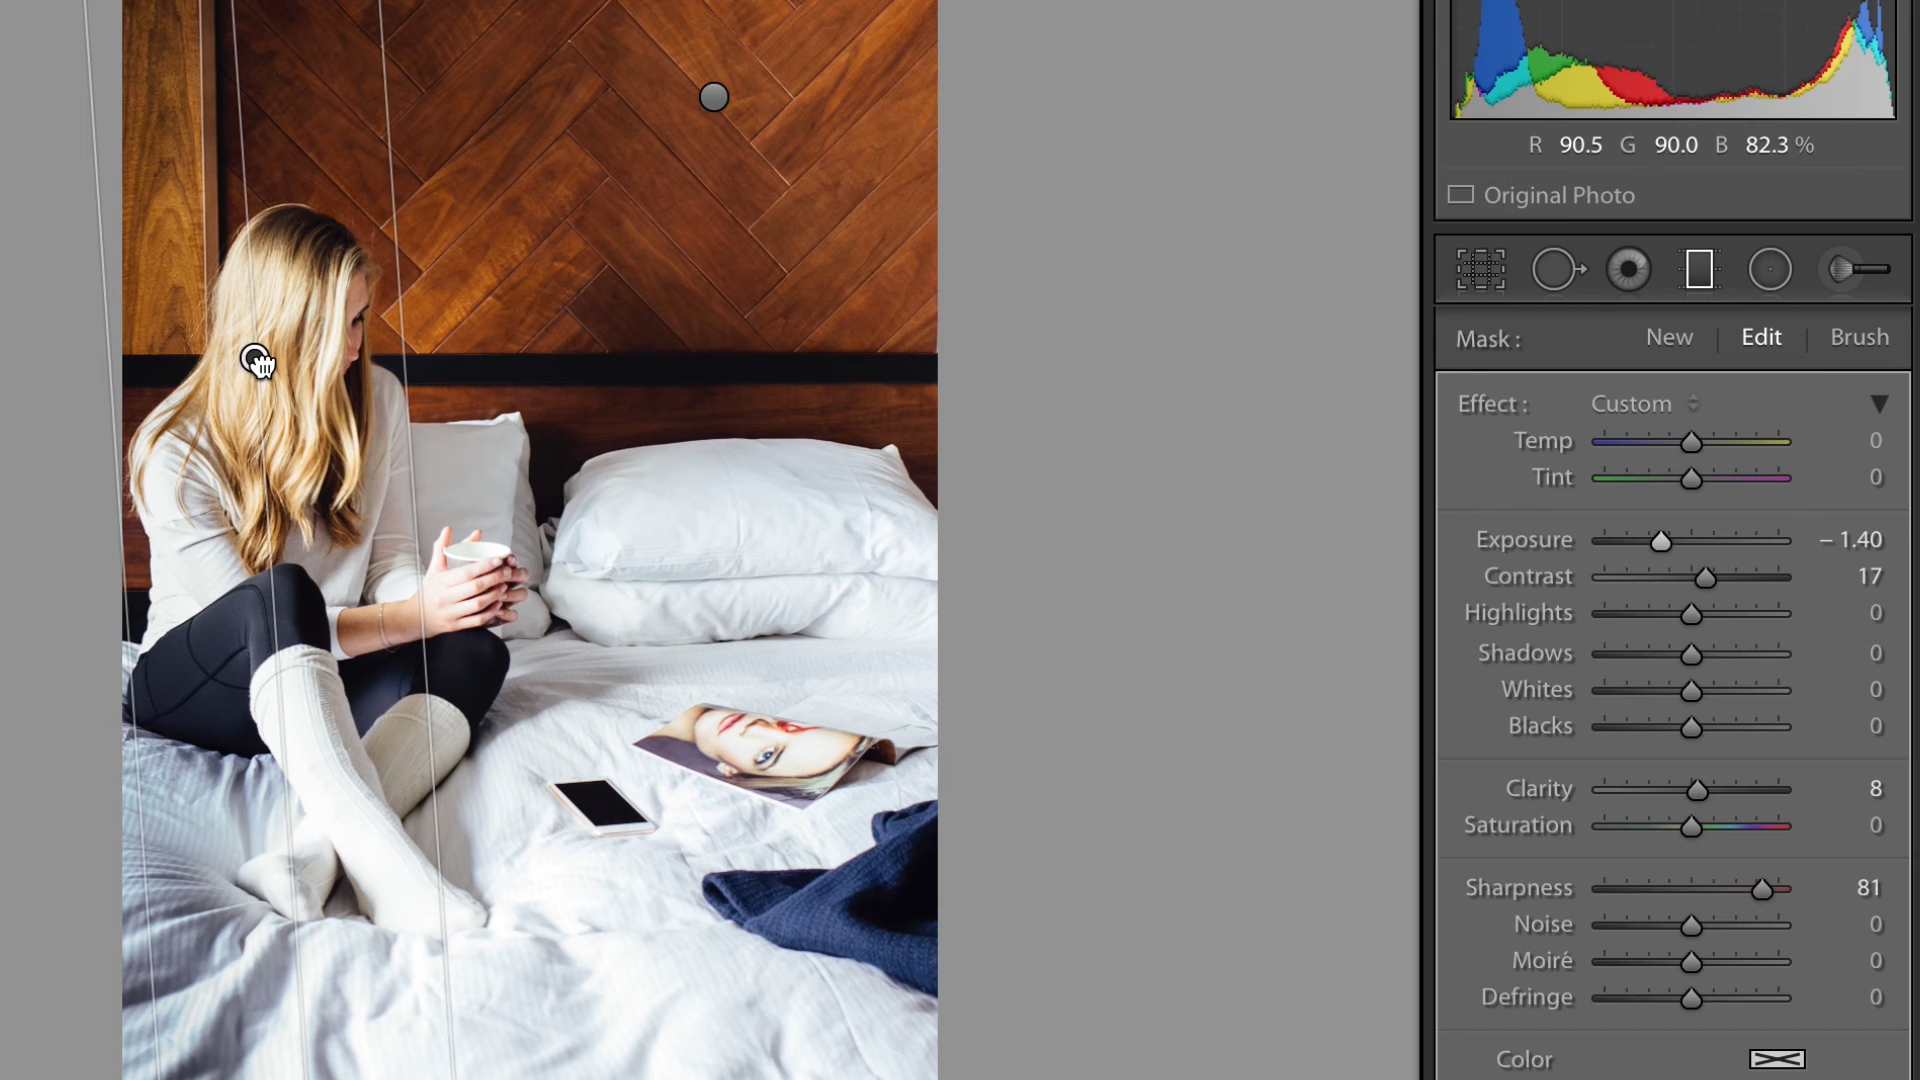 R 90.5 G 90.0 B 82.3 %
Original Photo
Mask : New Edit Brush
Effect : Custom
Temp 0
Tint 0
Exposure – 1.40
Contrast 17
Highlights 0
Shadows 0
Whites 0
Blacks 0
Clarity 8
Saturation 0
Sharpness 81
Noise 0
Moiré 0
Defringe 0
Color